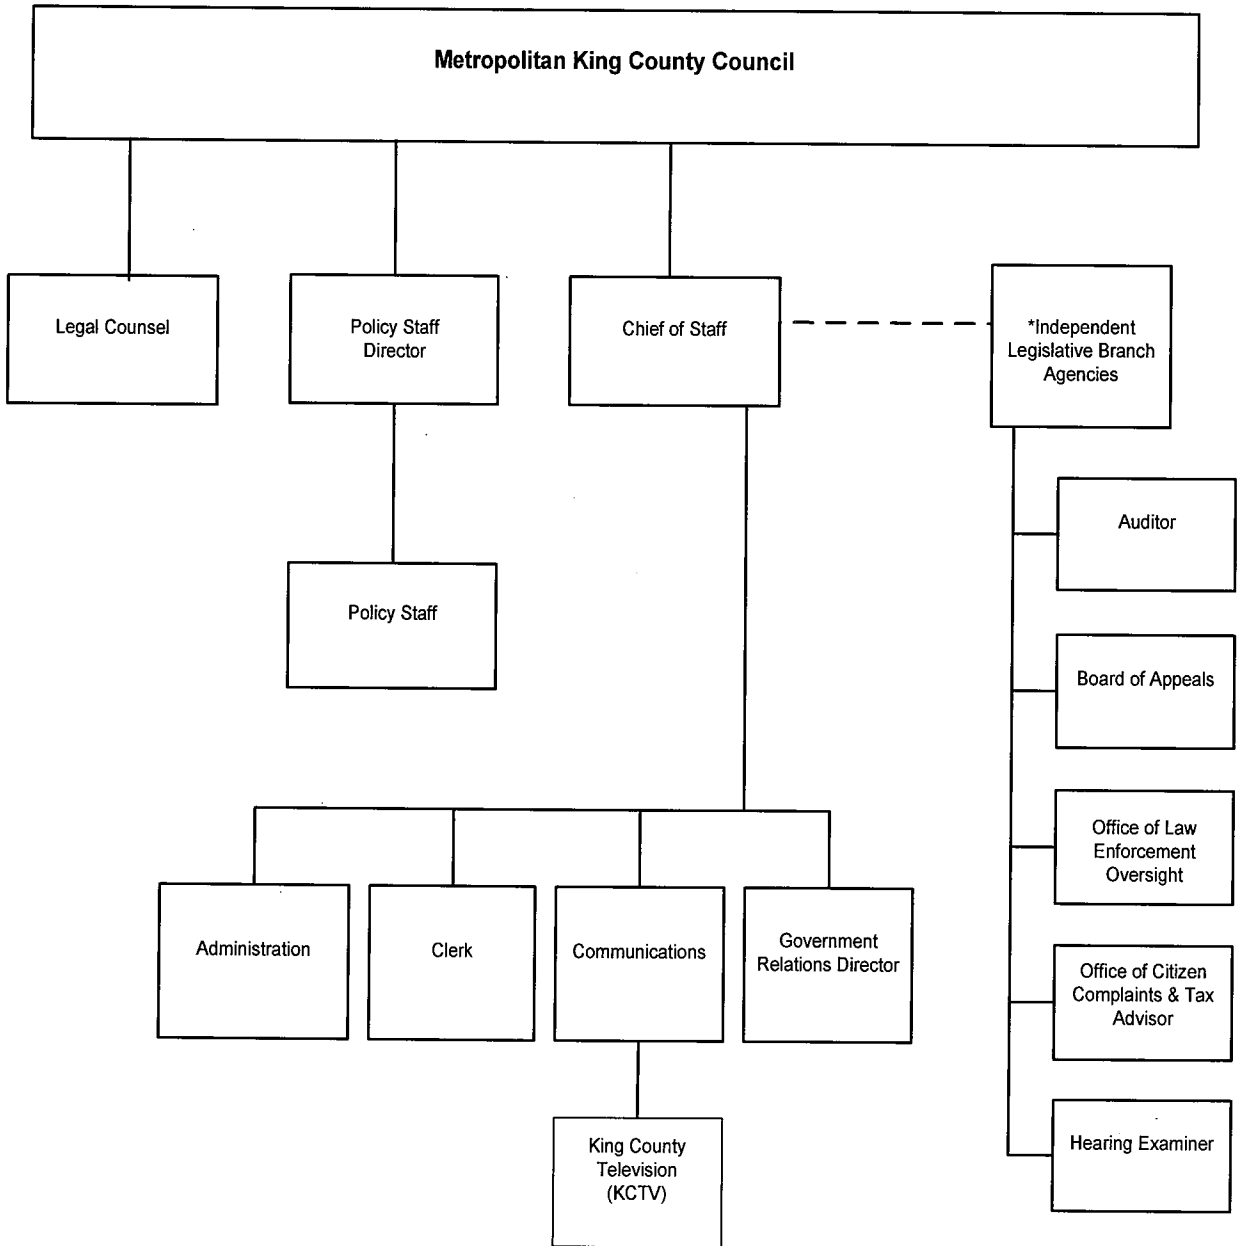 Metropolitan King County Council
Legal Counsel
Policy Staff
Director
Chief of Staff
*Independent
Legislative Branch
Agencies
Auditor
Policy Staff
Board of Appeals
Office of Law
Enforcement
Oversight
Administration
Clerk
Communications
Government
Relations Director
Office of Citizen
Complaints & Tax
Advisor
King County
Television
(KCTV)
Hearing Examiner